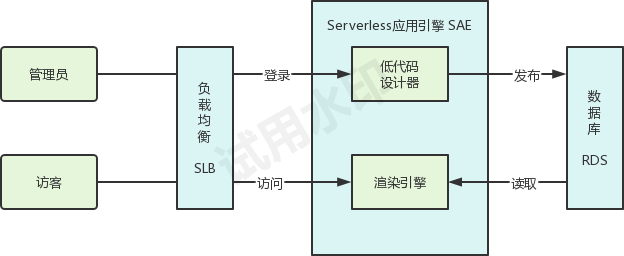 Serverless应用引擎 SAE
管理员
负
载
均
衡
SLB
登录
低代码
设计器
发布
数
据
库
RDS
访客
访问
渲染引擎
读取
试用水印